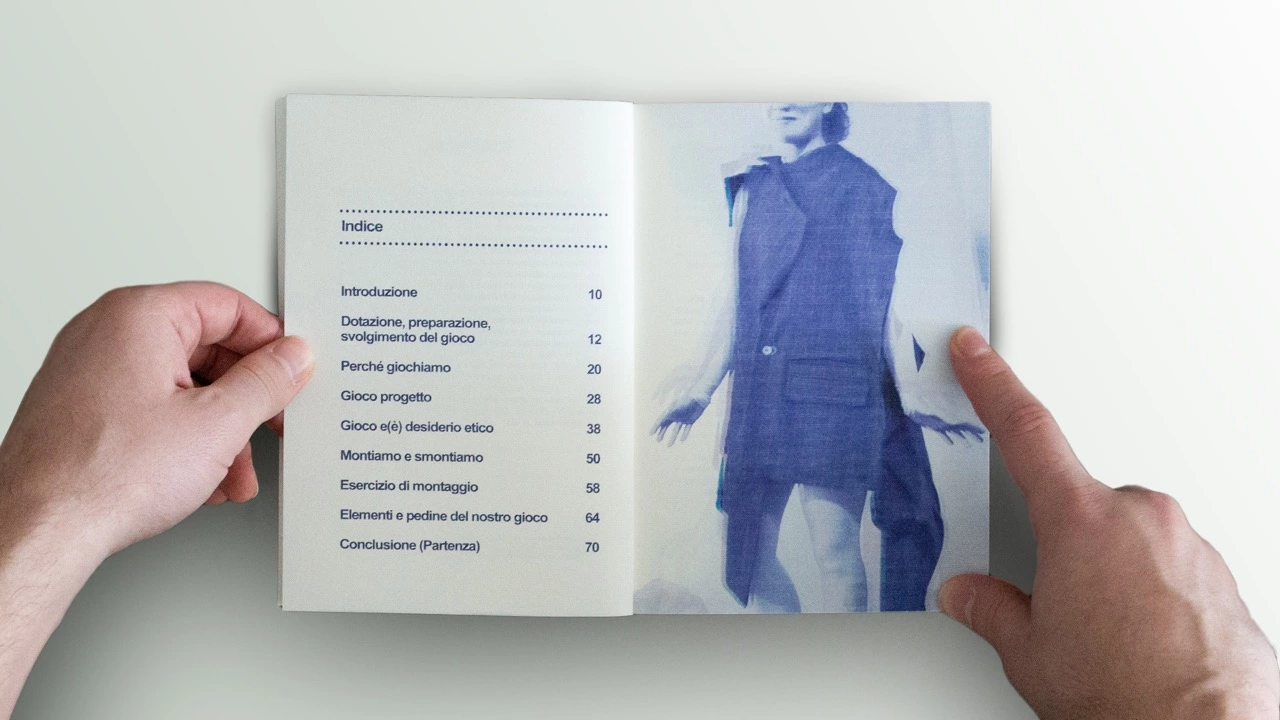 Indice
Introduzione 10
Dotazione, preparazione,
svolgimento del gioco 12
Perché giochiamo 20
Gioco progetto 28
Gioco e(è) desiderio etico 38
Montiamo e smontiamo 50
Esercizio di montaggio 58
Elementi e pedine del nostro gioco 64
Conclusione (Partenza) 70